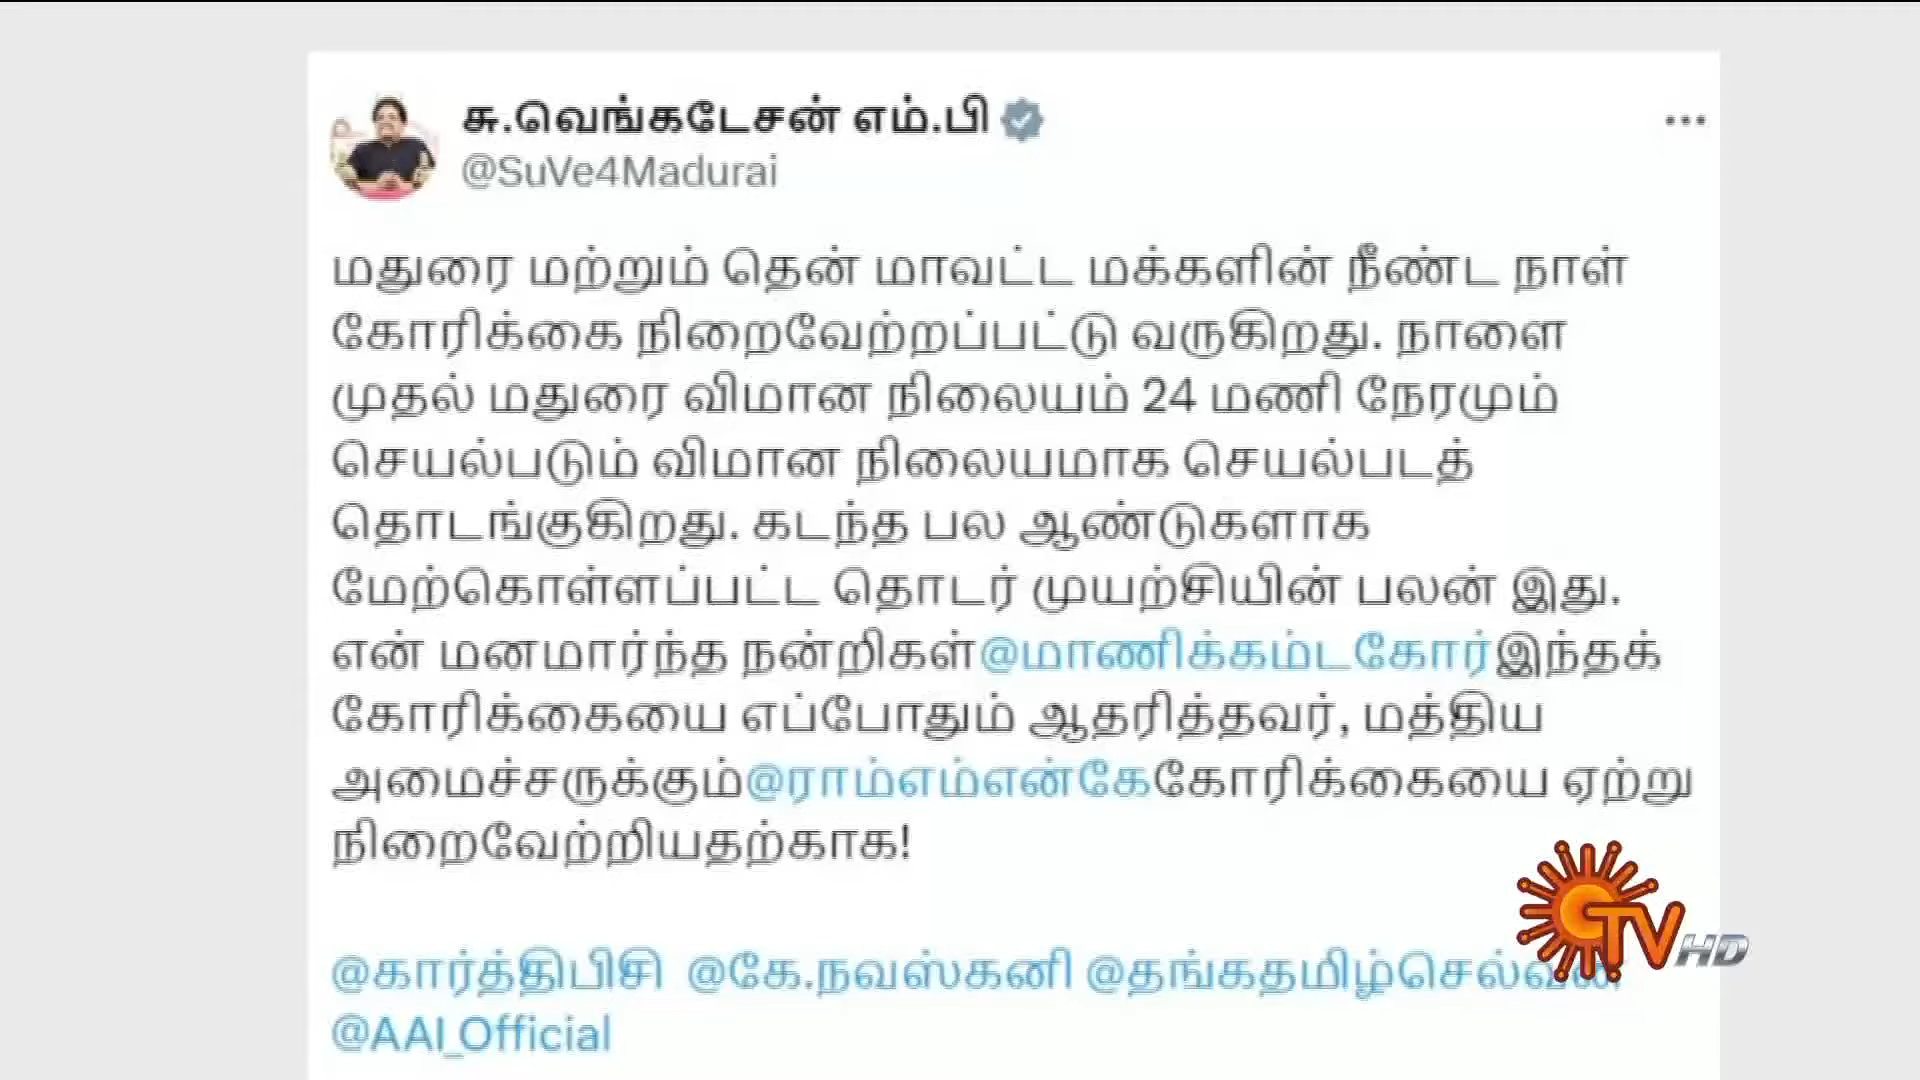 சு.வெங்கடேசன் எம்.பி
@SuVe4Madurai
மதுரை மற்றும் தென் மாவட்ட மக்களின் நீண்ட நாள்
கோரிக்கை நிறைவேற்றப்பட்டு வருகிறது. நாளை
முதல் மதுரை விமான நிலையம் 24 மணி நேரமும்
செயல்படும் விமான நிலையமாக செயல்படத்
தொடங்குகிறது. கடந்த பல ஆண்டுகளாக
மேற்கொள்ளப்பட்ட தொடர் முயற்சியின் பலன் இது.
என் மனமார்ந்த நன்றிகள்@மாணிக்கம்டகோர்இந்தக்
கோரிக்கையை எப்போதும் ஆதரித்தவர், மத்திய
அமைச்சருக்கும்@ராம்எம்என்கேகோரிக்கையை ஏற்று
நிறைவேற்றியதற்காக!
@கார்த்திபிசி @கே.நவஸ்கனி @தங்கதமிழ்செல்வன்
@AAI_Official
TV HD